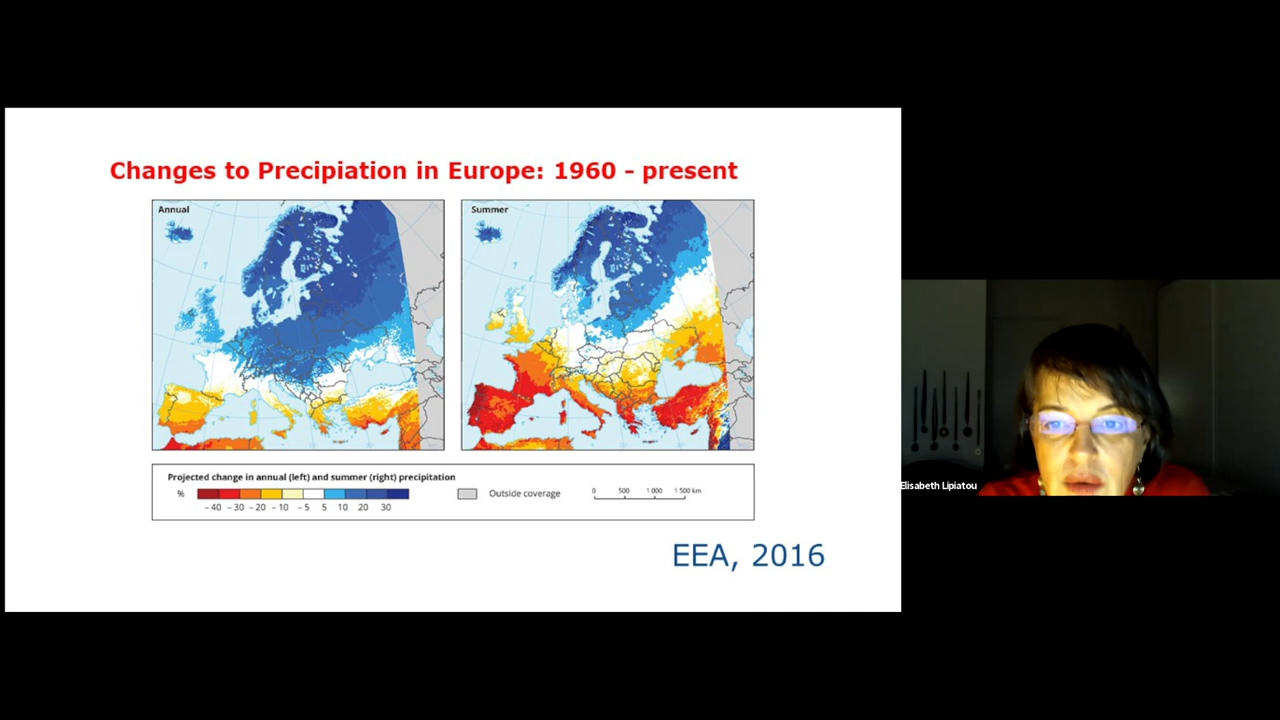 Changes to Precipiation in Europe: 1960 - present
Annual
Summer
Projected change in annual (left) and summer (right) precipitation
% Outside coverage 0 500 1 000 1 500 km
– 40 – 30 – 20 – 10 – 5 5 10 20 30
EEA, 2016
Elisabeth Lipiatou